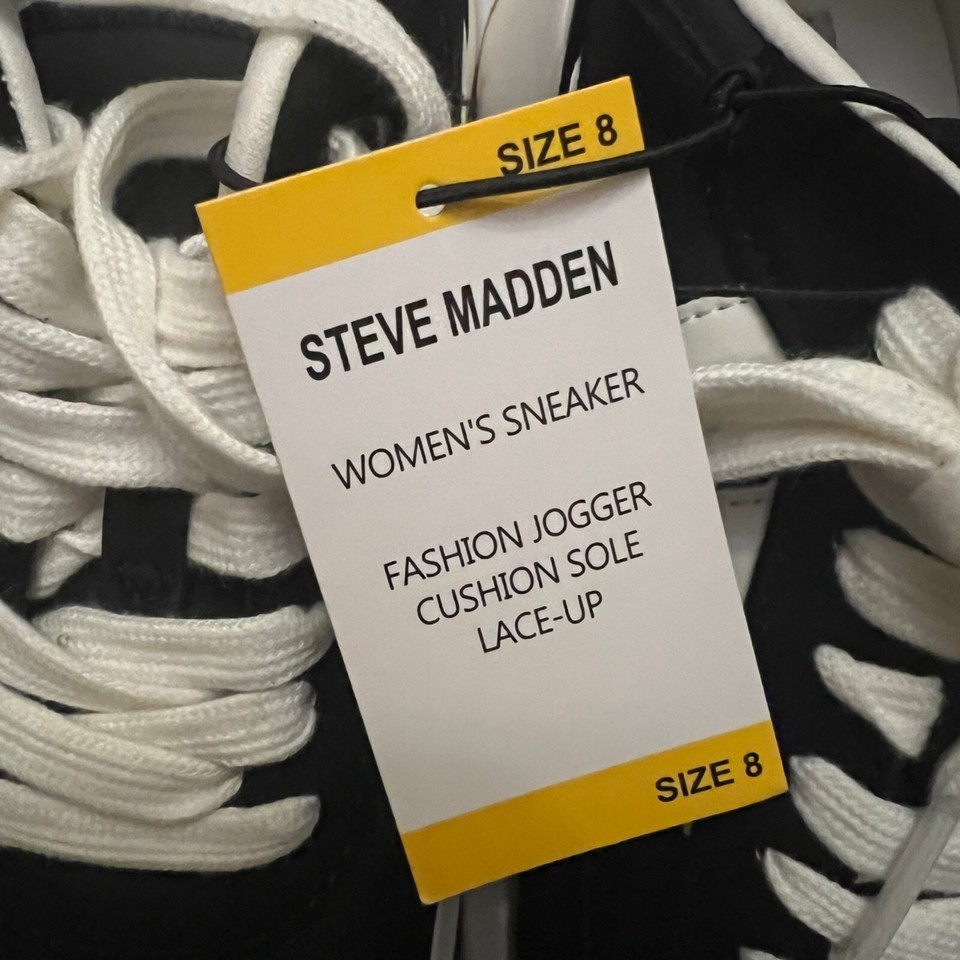 SIZE 8
STEVE MADDEN
WOMEN'S SNEAKER
FASHION JOGGER
CUSHION SOLE
LACE-UP
SIZE 8